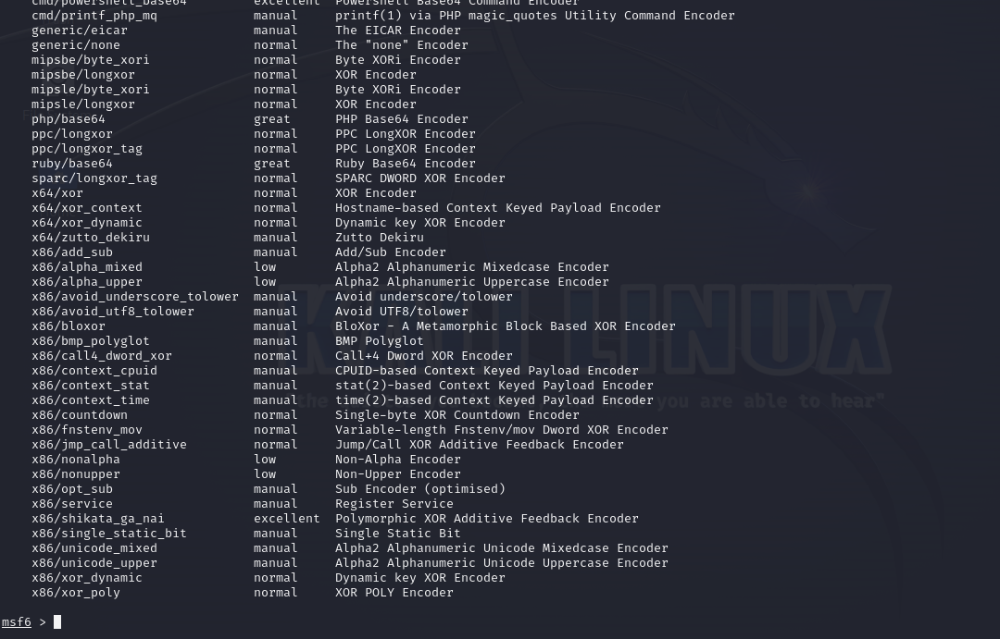 cmd/powershell_base64 excellent Powershell Base64 Command Encoder
cmd/printf_php_mq manual printf(1) via PHP magic_quotes Utility Command Encoder
generic/eicar manual The EICAR Encoder
generic/none normal The "none" Encoder
mipsbe/byte_xori normal Byte XORi Encoder
mipsbe/longxor normal XOR Encoder
mipsle/byte_xori normal Byte XORi Encoder
mipsle/longxor normal XOR Encoder
php/base64 great PHP Base64 Encoder
ppc/longxor normal PPC LongXOR Encoder
ppc/longxor_tag normal PPC LongXOR Encoder
ruby/base64 great Ruby Base64 Encoder
sparc/longxor_tag normal SPARC DWORD XOR Encoder
x64/xor normal XOR Encoder
x64/xor_context normal Hostname-based Context Keyed Payload Encoder
x64/xor_dynamic normal Dynamic key XOR Encoder
x64/zutto_dekiru manual Zutto Dekiru
x86/add_sub manual Add/Sub Encoder
x86/alpha_mixed low Alpha2 Alphanumeric Mixedcase Encoder
x86/alpha_upper low Alpha2 Alphanumeric Uppercase Encoder
x86/avoid_underscore_tolower manual Avoid underscore/tolower
x86/avoid_utf8_tolower manual Avoid UTF8/tolower
x86/bloxor manual BloXor - A Metamorphic Block Based XOR Encoder
x86/bmp_polyglot manual BMP Polyglot
x86/call4_dword_xor normal Call+4 Dword XOR Encoder
x86/context_cpuid manual CPUID-based Context Keyed Payload Encoder
x86/context_stat manual stat(2)-based Context Keyed Payload Encoder
x86/context_time manual time(2)-based Context Keyed Payload Encoder
x86/countdown normal Single-byte XOR Countdown Encoder
x86/fnstenv_mov normal Variable-length Fnstenv/mov Dword XOR Encoder
x86/jmp_call_additive normal Jump/Call XOR Additive Feedback Encoder
x86/nonalpha low Non-Alpha Encoder
x86/nonupper low Non-Upper Encoder
x86/opt_sub manual Sub Encoder (optimised)
x86/service manual Register Service
x86/shikata_ga_nai excellent Polymorphic XOR Additive Feedback Encoder
x86/single_static_bit manual Single Static Bit
x86/unicode_mixed manual Alpha2 Alphanumeric Unicode Mixedcase Encoder
x86/unicode_upper manual Alpha2 Alphanumeric Unicode Uppercase Encoder
x86/xor_dynamic normal Dynamic key XOR Encoder
x86/xor_poly normal XOR POLY Encoder
msf6 >
KALI LINUX
you are able to hear"